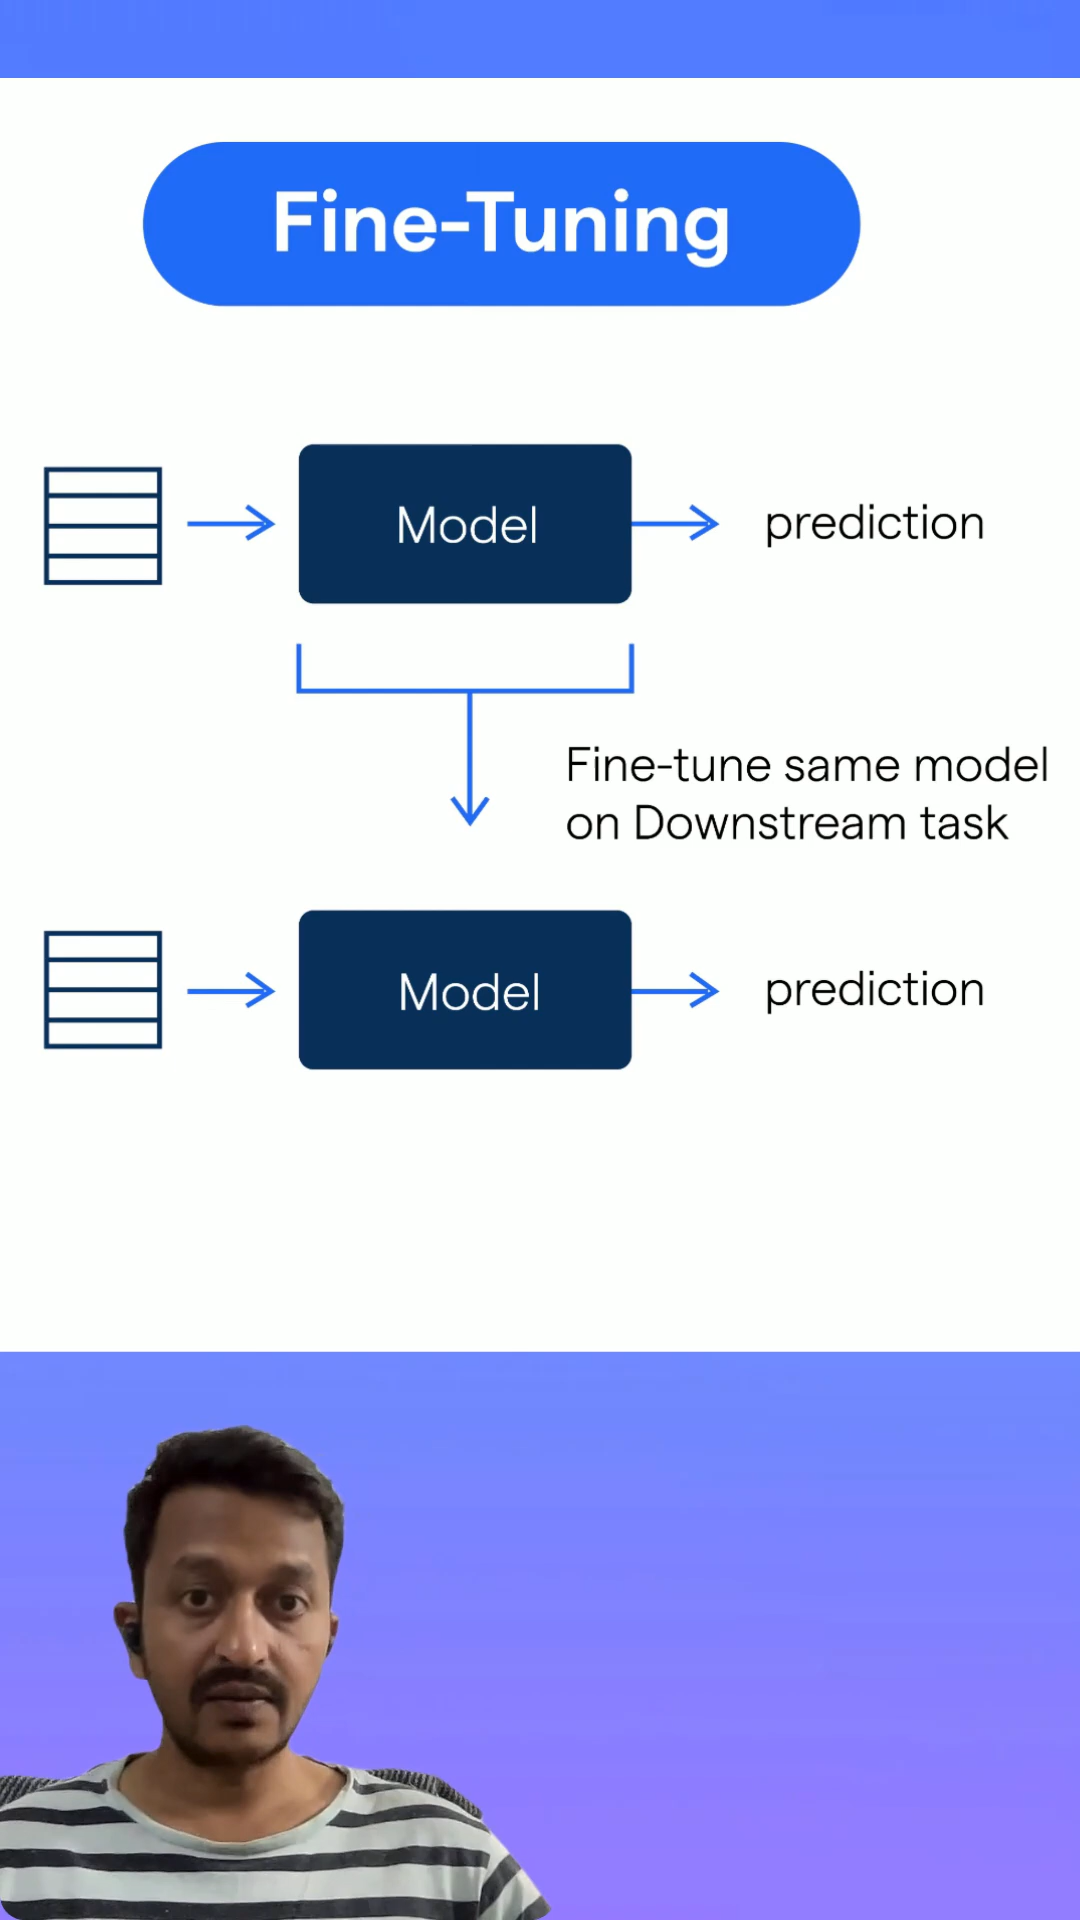 Fine-Tuning
Model
prediction
Fine-tune same model
on Downstream task
Model
prediction